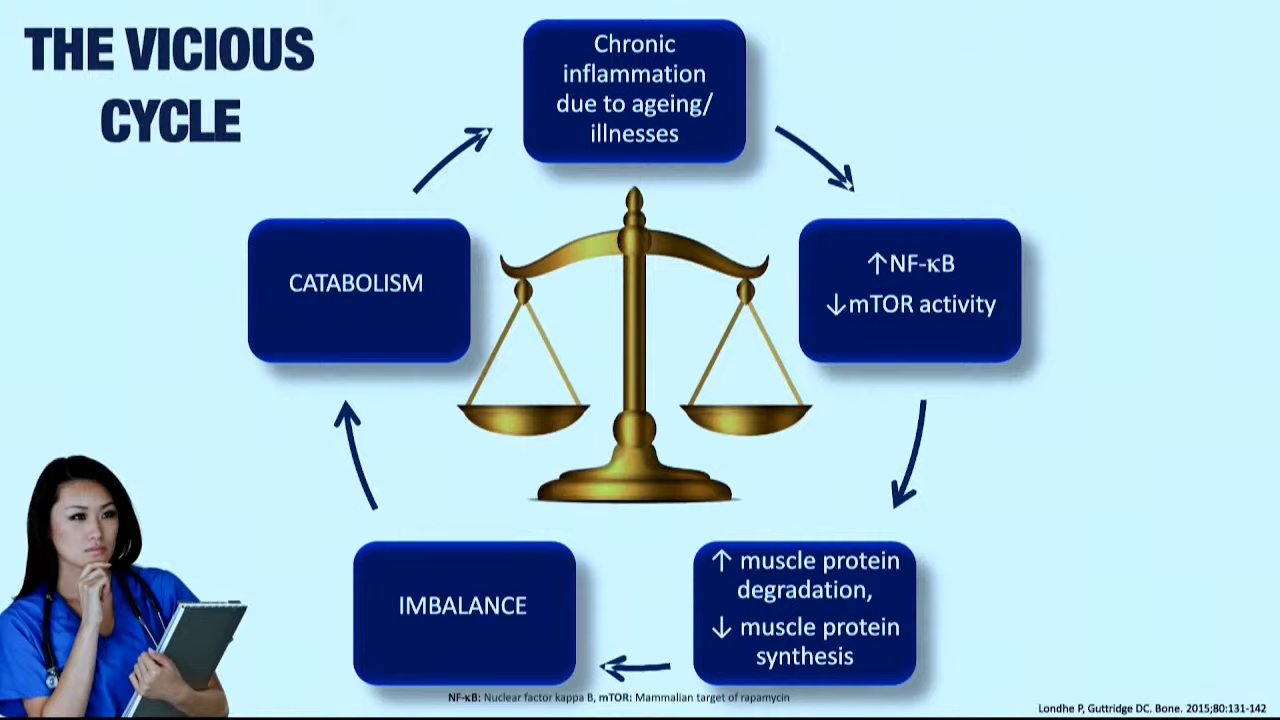 THE VICIOUS
CYCLE
Chronic
inflammation
due to ageing/
illnesses
↑NF-κB
↓mTOR activity
↑ muscle protein
degradation,
↓ muscle protein
synthesis
IMBALANCE
CATABOLISM
NF-κB: Nuclear factor kappa B, mTOR: Mammalian target of rapamycin
Londhe P, Guttridge DC. Bone. 2015;80:131-142